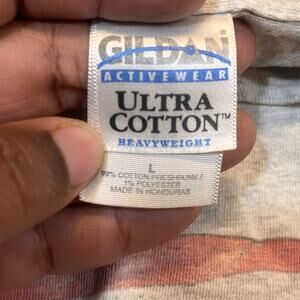 GILDAN
ACTIVEWEAR
ULTRA
COTTON™
HEAVYWEIGHT
L
99% COTTON PRESHRUNK/
1% POLYESTER
MADE IN HONDURAS